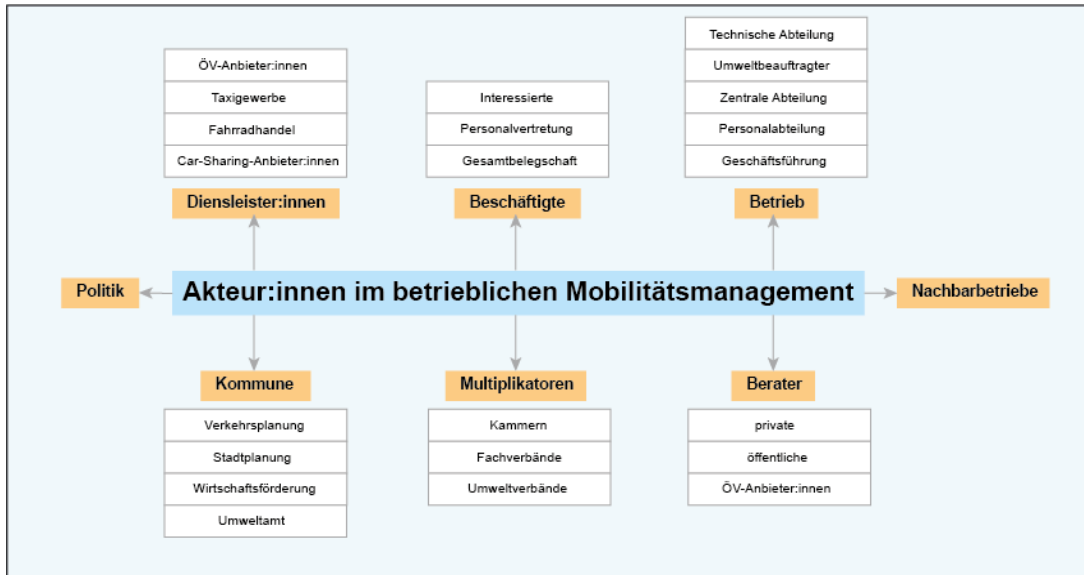 ÖV-Anbieter:innen
Taxigewerbe
Fahrradhandel
Car-Sharing-Anbieter:innen
Diensleister:innen
Interessierte
Personalvertretung
Gesamtbelegschaft
Beschäftigte
Technische Abteilung
Umweltbeauftragter
Zentrale Abteilung
Personalabteilung
Geschäftsführung
Betrieb
Politik
Akteur:innen im betrieblichen Mobilitätsmanagement
Nachbarbetriebe
Kommune
Verkehrsplanung
Stadtplanung
Wirtschaftsförderung
Umweltamt
Multiplikatoren
Kammern
Fachverbände
Umweltverbände
Berater
private
öffentliche
ÖV-Anbieter:innen